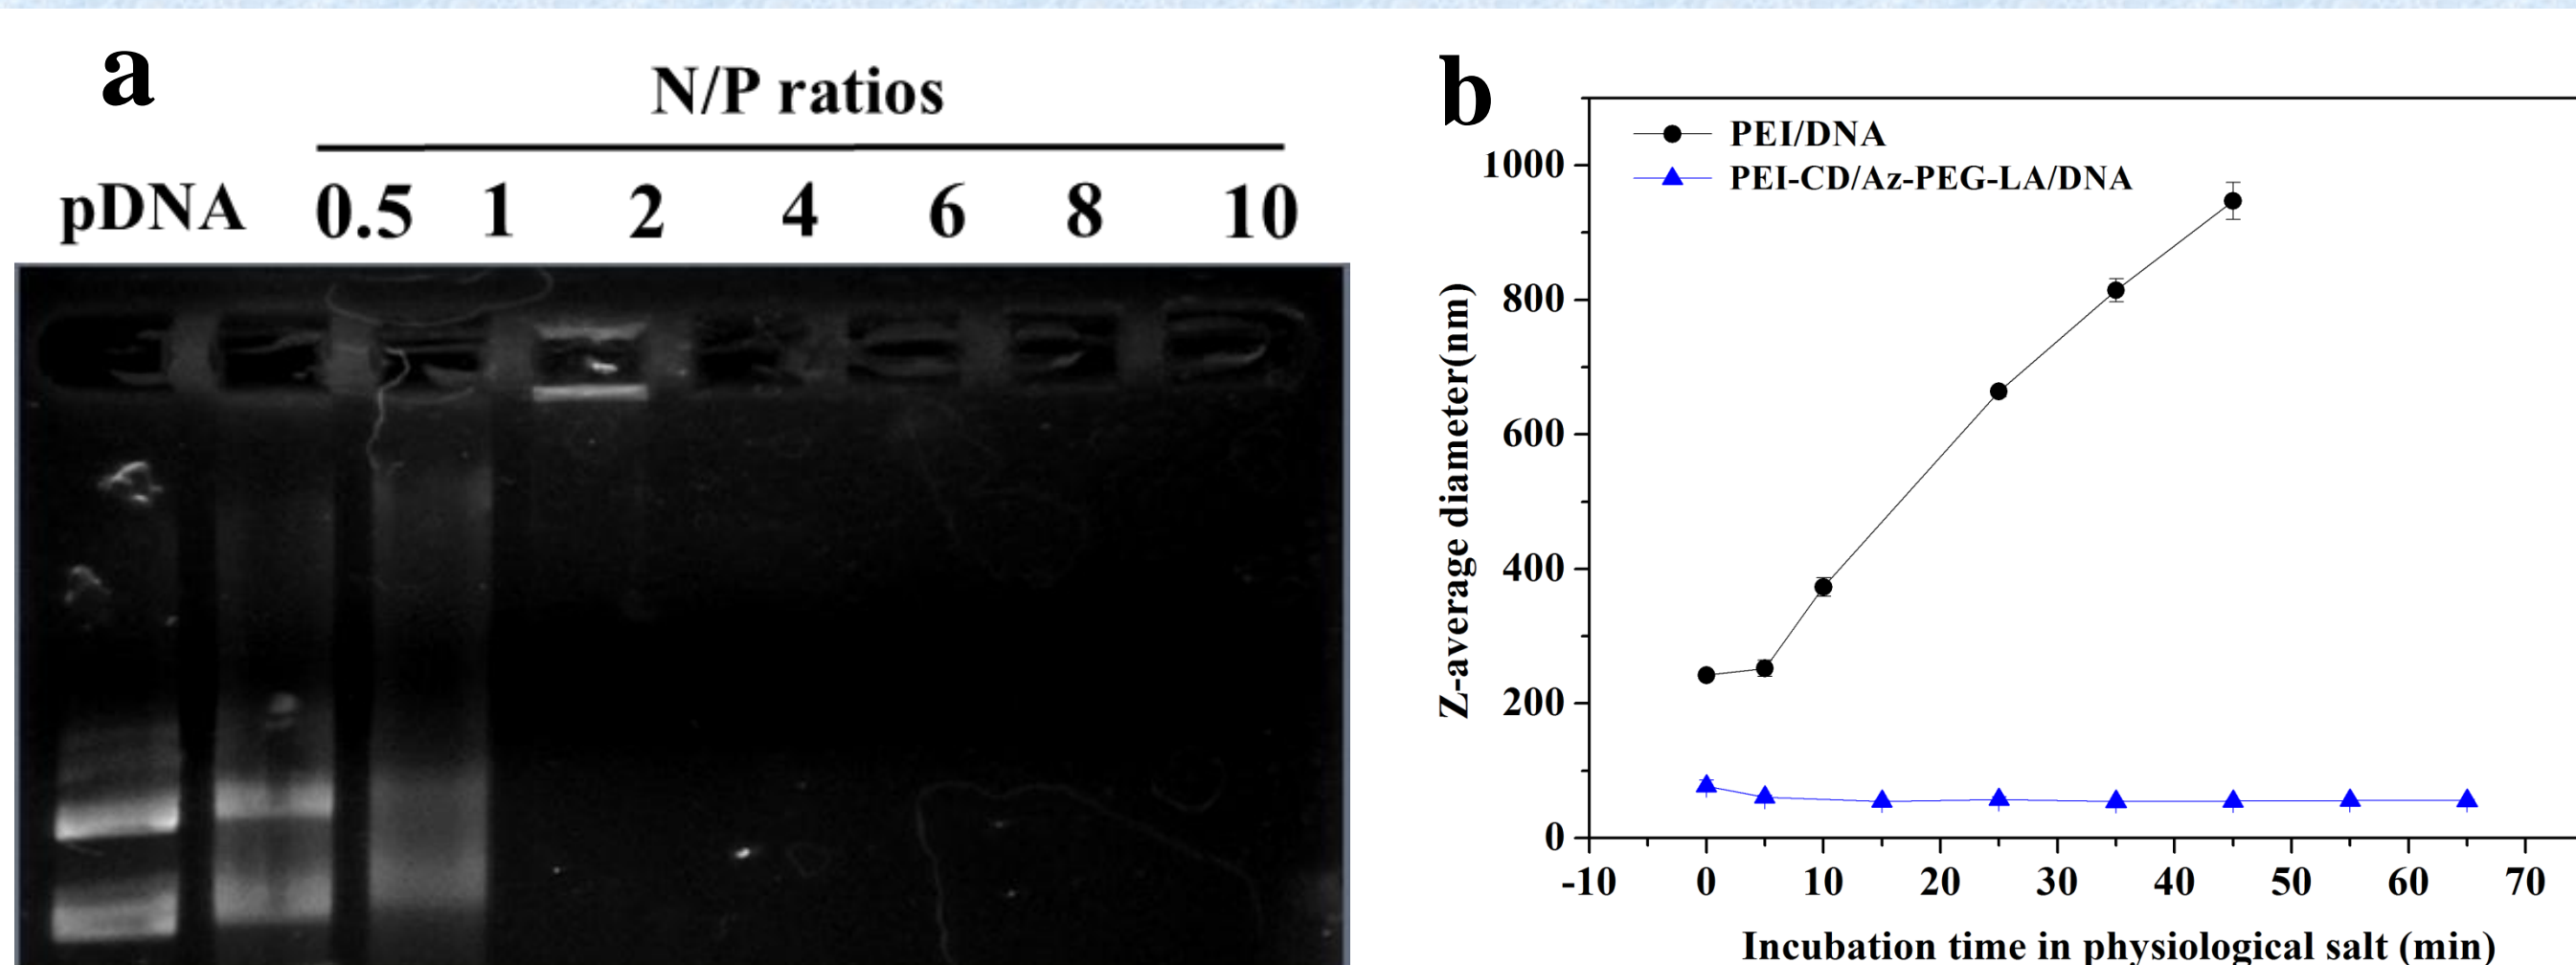 a
N/P ratios
pDNA 0.5 1 2 4 6 8 10
b
PEI/DNA
PEI-CD/Az-PEG-LA/DNA
Z-average diameter(nm)
1000
800
600
400
200
0
-10 0 10 20 30 40 50 60 70
Incubation time in physiological salt (min)